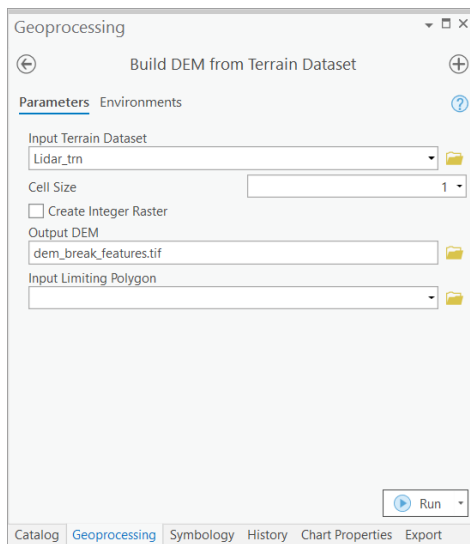 Geoprocessing
Build DEM from Terrain Dataset
Parameters Environments
Input Terrain Dataset
Lidar_trn
Cell Size 1
Create Integer Raster
Output DEM
dem_break_features.tif
Input Limiting Polygon
Run
Catalog Geoprocessing Symbology History Chart Properties Export